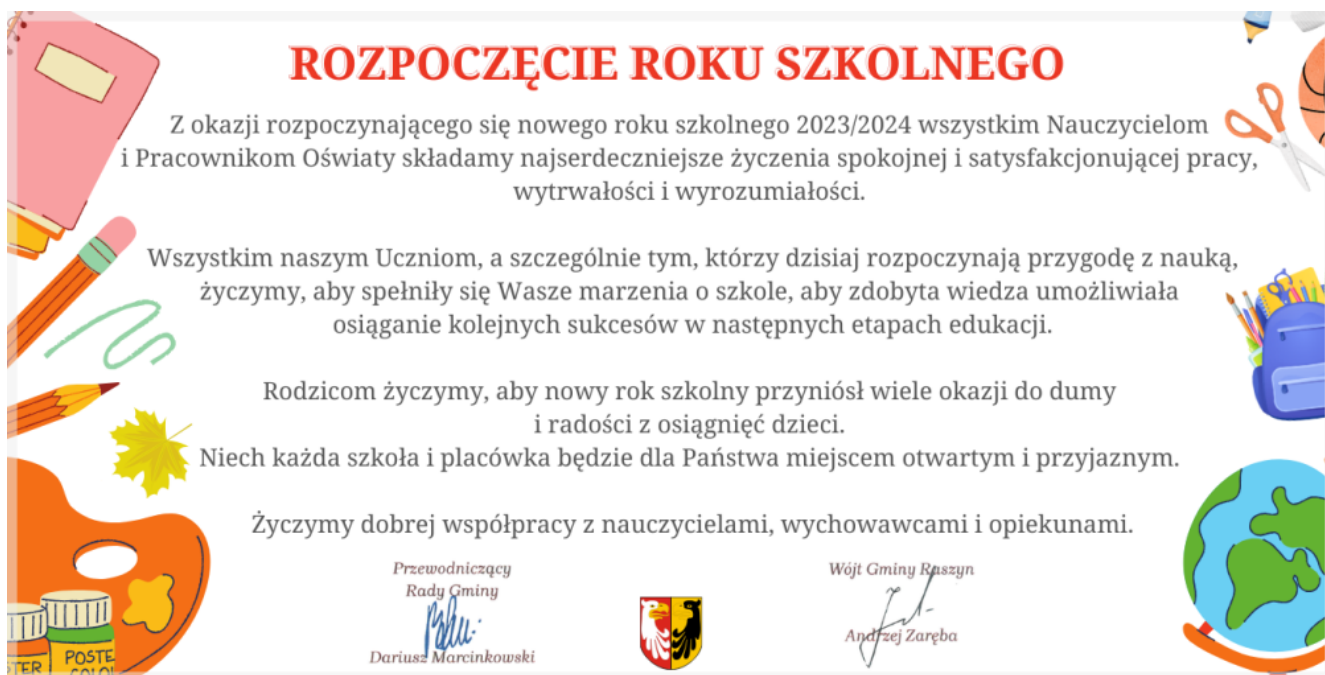 ROZPOCZĘCIE ROKU SZKOLNEGO
Z okazji rozpoczynającego się nowego roku szkolnego 2023/2024 wszystkim Nauczycielom
i Pracownikom Oświaty składamy najserdeczniejsze życzenia spokojnej i satysfakcjonującej pracy,
wytrwałości i wyrozumiałości.
Wszystkim naszym Uczniom, a szczególnie tym, którzy dzisiaj rozpoczynają przygodę z nauką,
życzymy, aby spełniły się Wasze marzenia o szkole, aby zdobyta wiedza umożliwiała
osiąganie kolejnych sukcesów w następnych etapach edukacji.
Rodzicom życzymy, aby nowy rok szkolny przyniósł wiele okazji do dumy
i radości z osiągnięć dzieci.
Niech każda szkoła i placówka będzie dla Państwa miejscem otwartym i przyjaznym.
Życzymy dobrej współpracy z nauczycielami, wychowawcami i opiekunami.
Przewodniczący
Rady Gminy
Dariusz Marcinkowski
Wójt Gminy Raszyn
Andrzej Zaręba
STER
POSTE
COLO